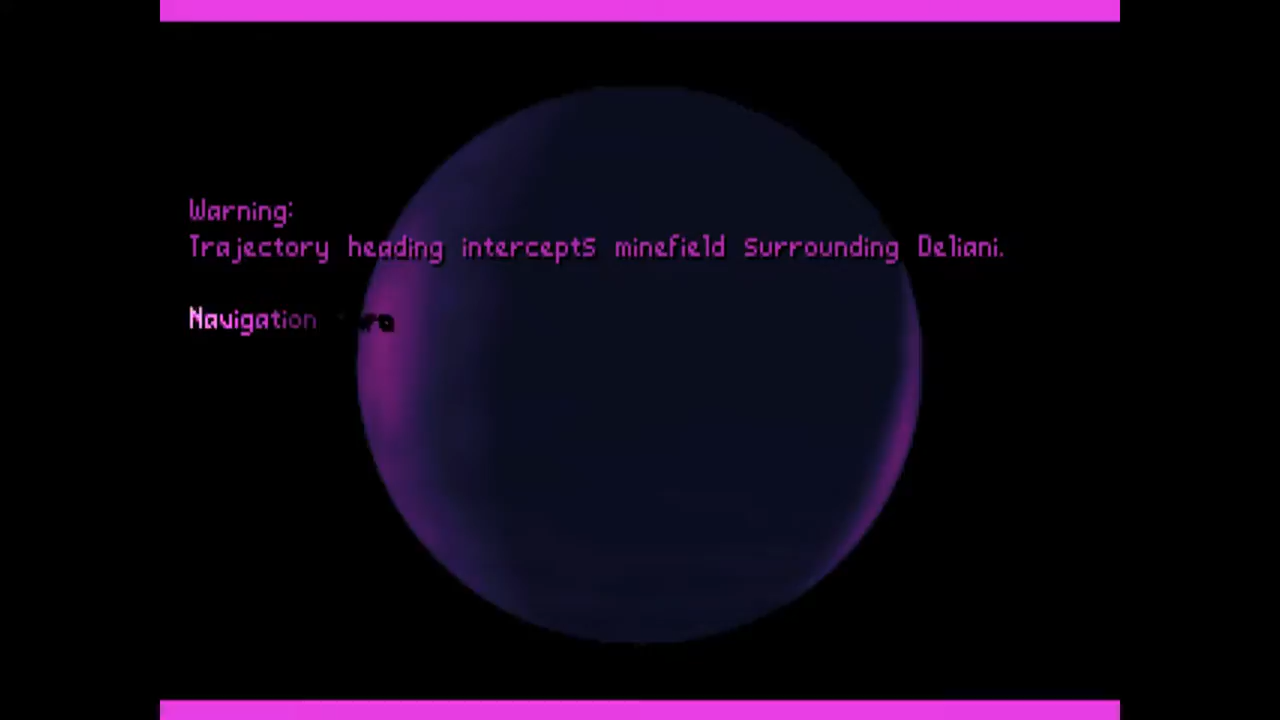 Warning:
Trajectory heading intercepts minefield surrounding Deliani.
Navigation